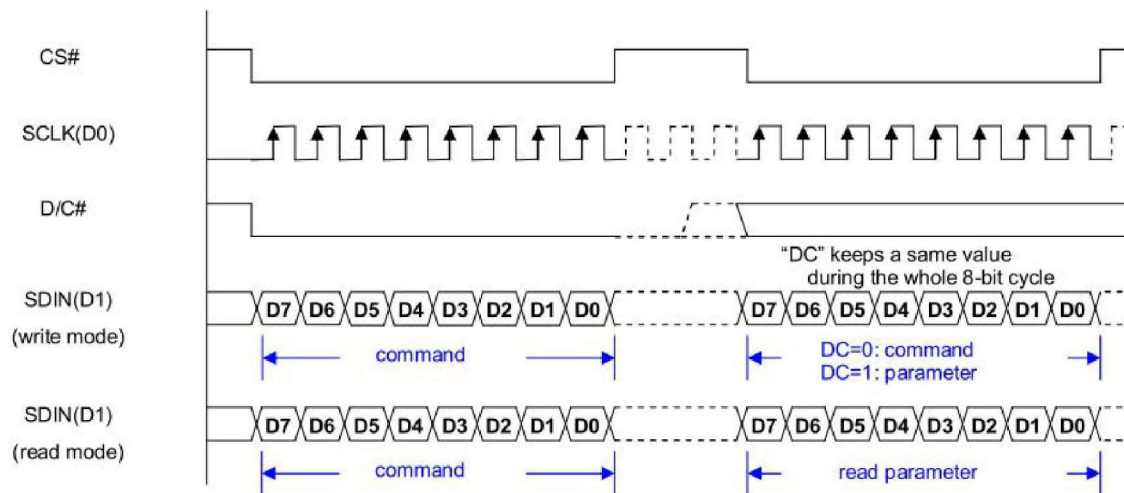 CS#
SCLK(D0)
D/C#
“DC” keeps a same value
during the whole 8-bit cycle
SDIN(D1)
(write mode)
D7 D6 D5 D4 D3 D2 D1 D0
D7 D6 D5 D4 D3 D2 D1 D0
command
DC=0: command
DC=1: parameter
SDIN(D1)
(read mode)
D7 D6 D5 D4 D3 D2 D1 D0
D7 D6 D5 D4 D3 D2 D1 D0
command
read parameter